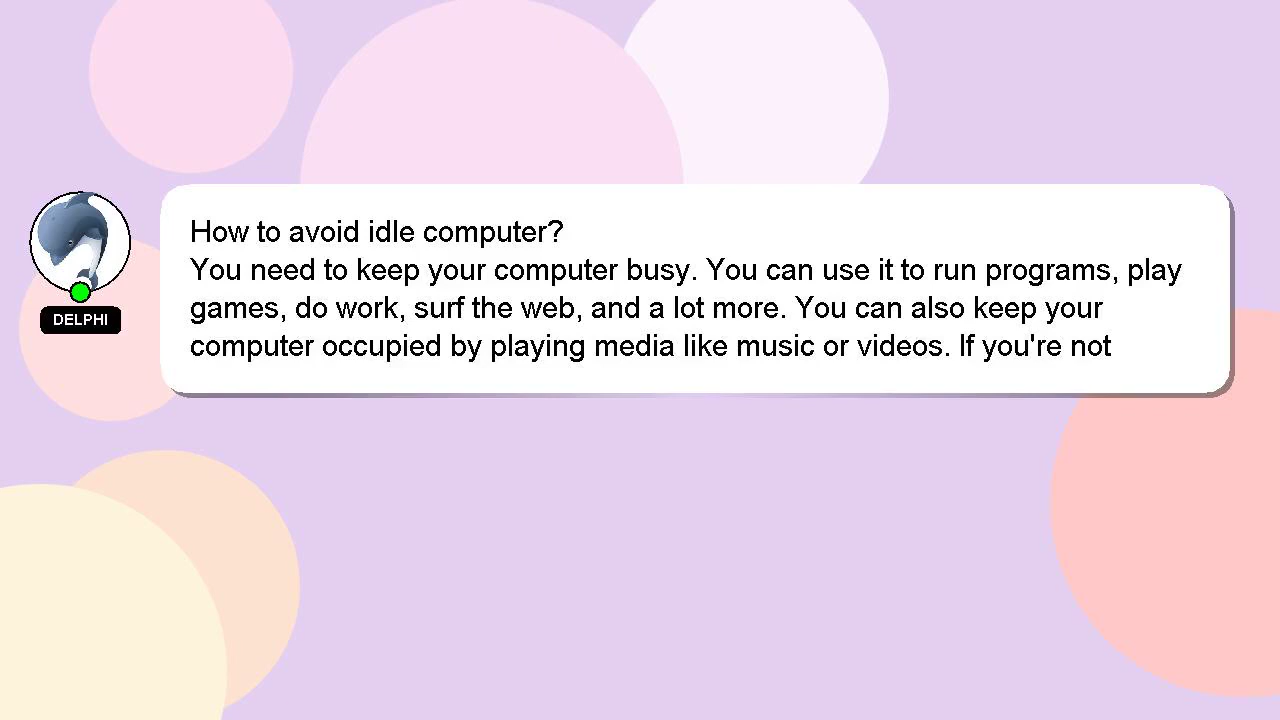 How to avoid idle computer?
You need to keep your computer busy. You can use it to run programs, play
games, do work, surf the web, and a lot more. You can also keep your
computer occupied by playing media like music or videos. If you're not
DELPHI